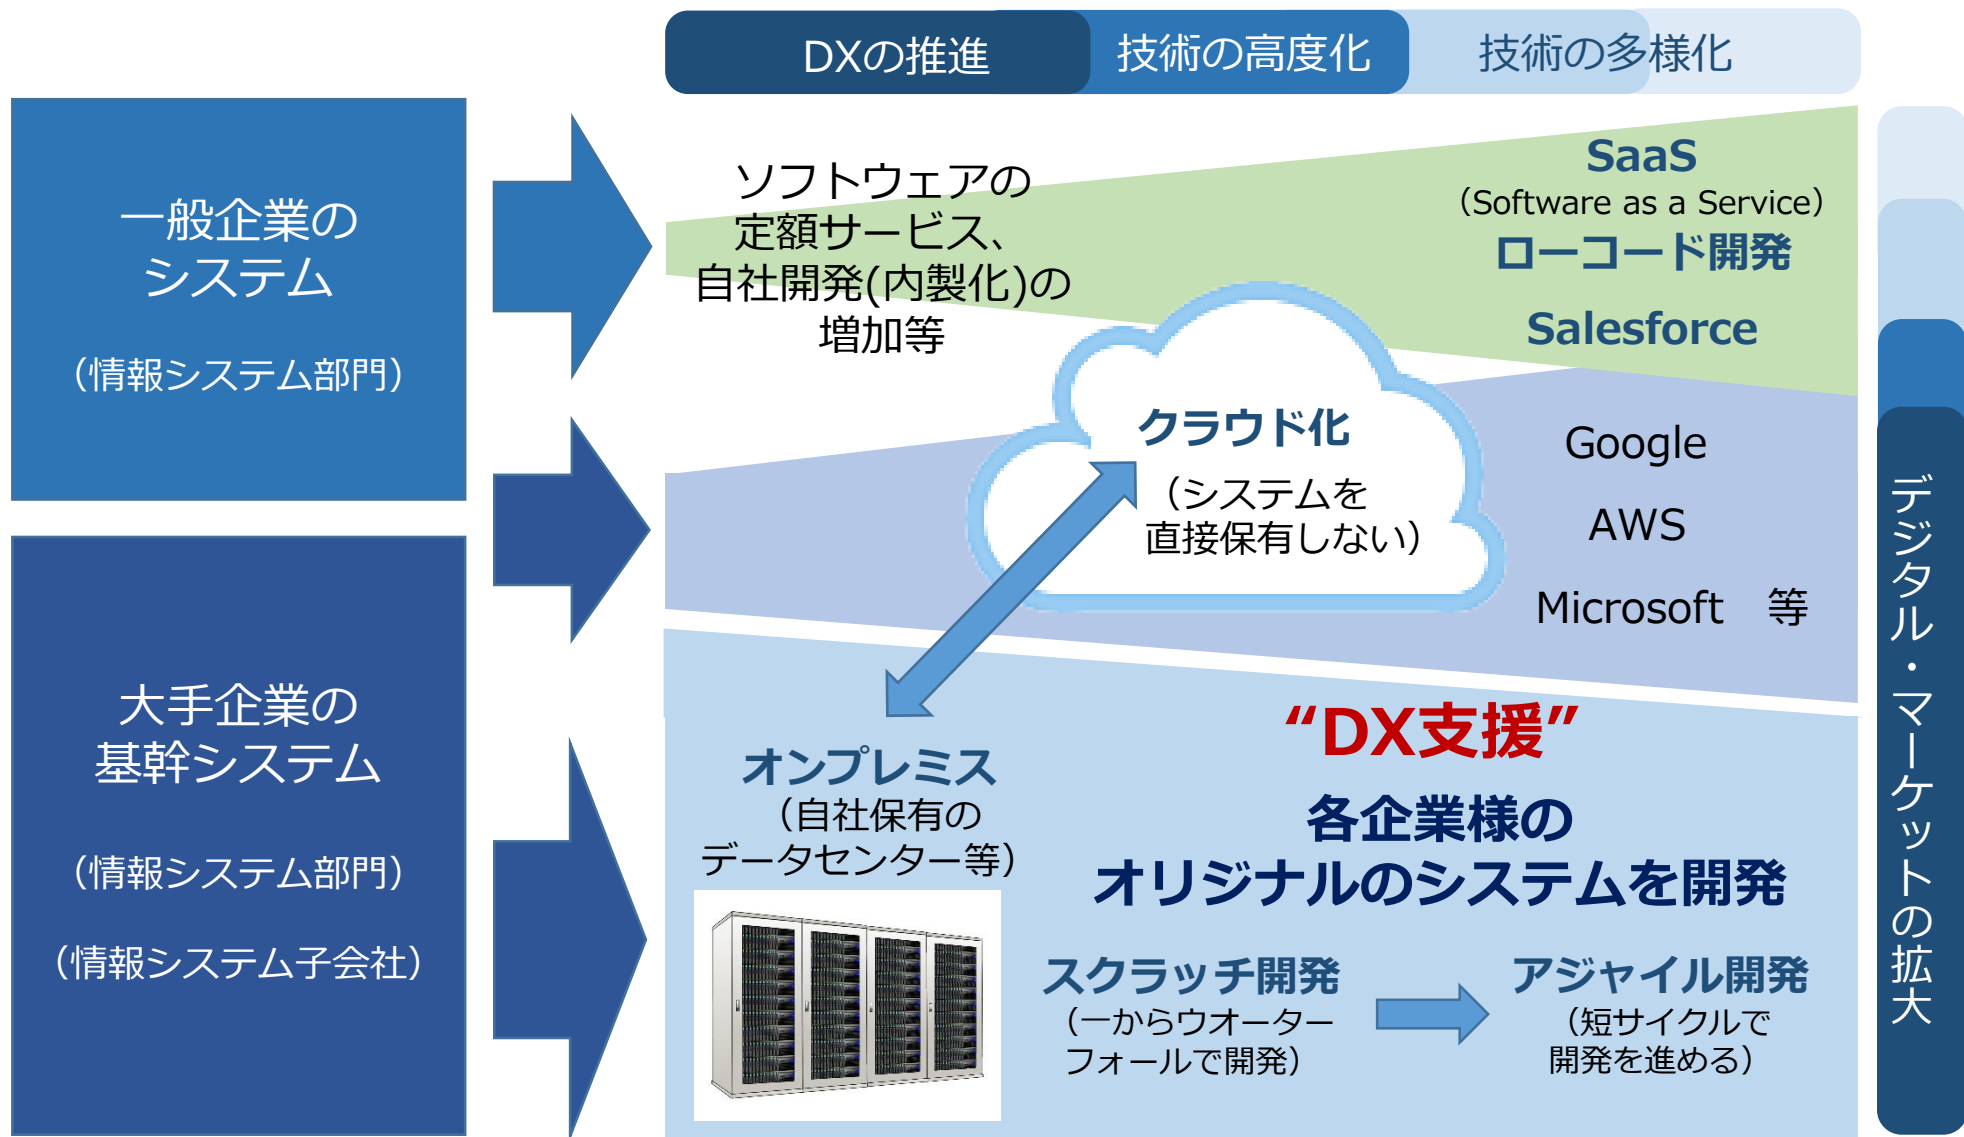 DXの推進
技術の高度化
技術の多様化
一般企業の
システム
（情報システム部門）
大手企業の
基幹システム
（情報システム部門）
（情報システム子会社）
ソフトウェアの
定額サービス、
自社開発(内製化)の
増加等
SaaS
（Software as a Service）
ローコード開発
Salesforce
クラウド化
（システムを
直接保有しない）
Google
AWS
Microsoft　等
オンプレミス
（自社保有の
データセンター等）
“DX支援”
各企業様の
オリジナルのシステムを開発
スクラッチ開発
（一からウオーター
フォールで開発）
アジャイル開発
（短サイクルで
開発を進める）
デジタル・マーケットの拡大